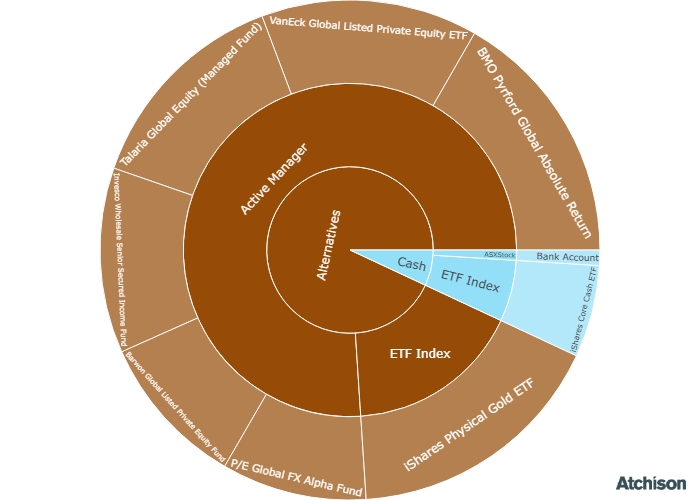 VanEck Global Listed Private Equity ETF
BMO Pyrford Global Absolute Return
Talaria Global Equity (Managed Fund)
Active Manager
Invesco Wholesale Senior Secured Income Fund
Alternatives
ASXStock
Bank Account
Cash
ETF Index
iShares Core Cash ETF
ETF Index
Barwon Global Listed Private Equity Fund
iShares Physical Gold ETF
P/E Global FX Alpha Fund
Atchison